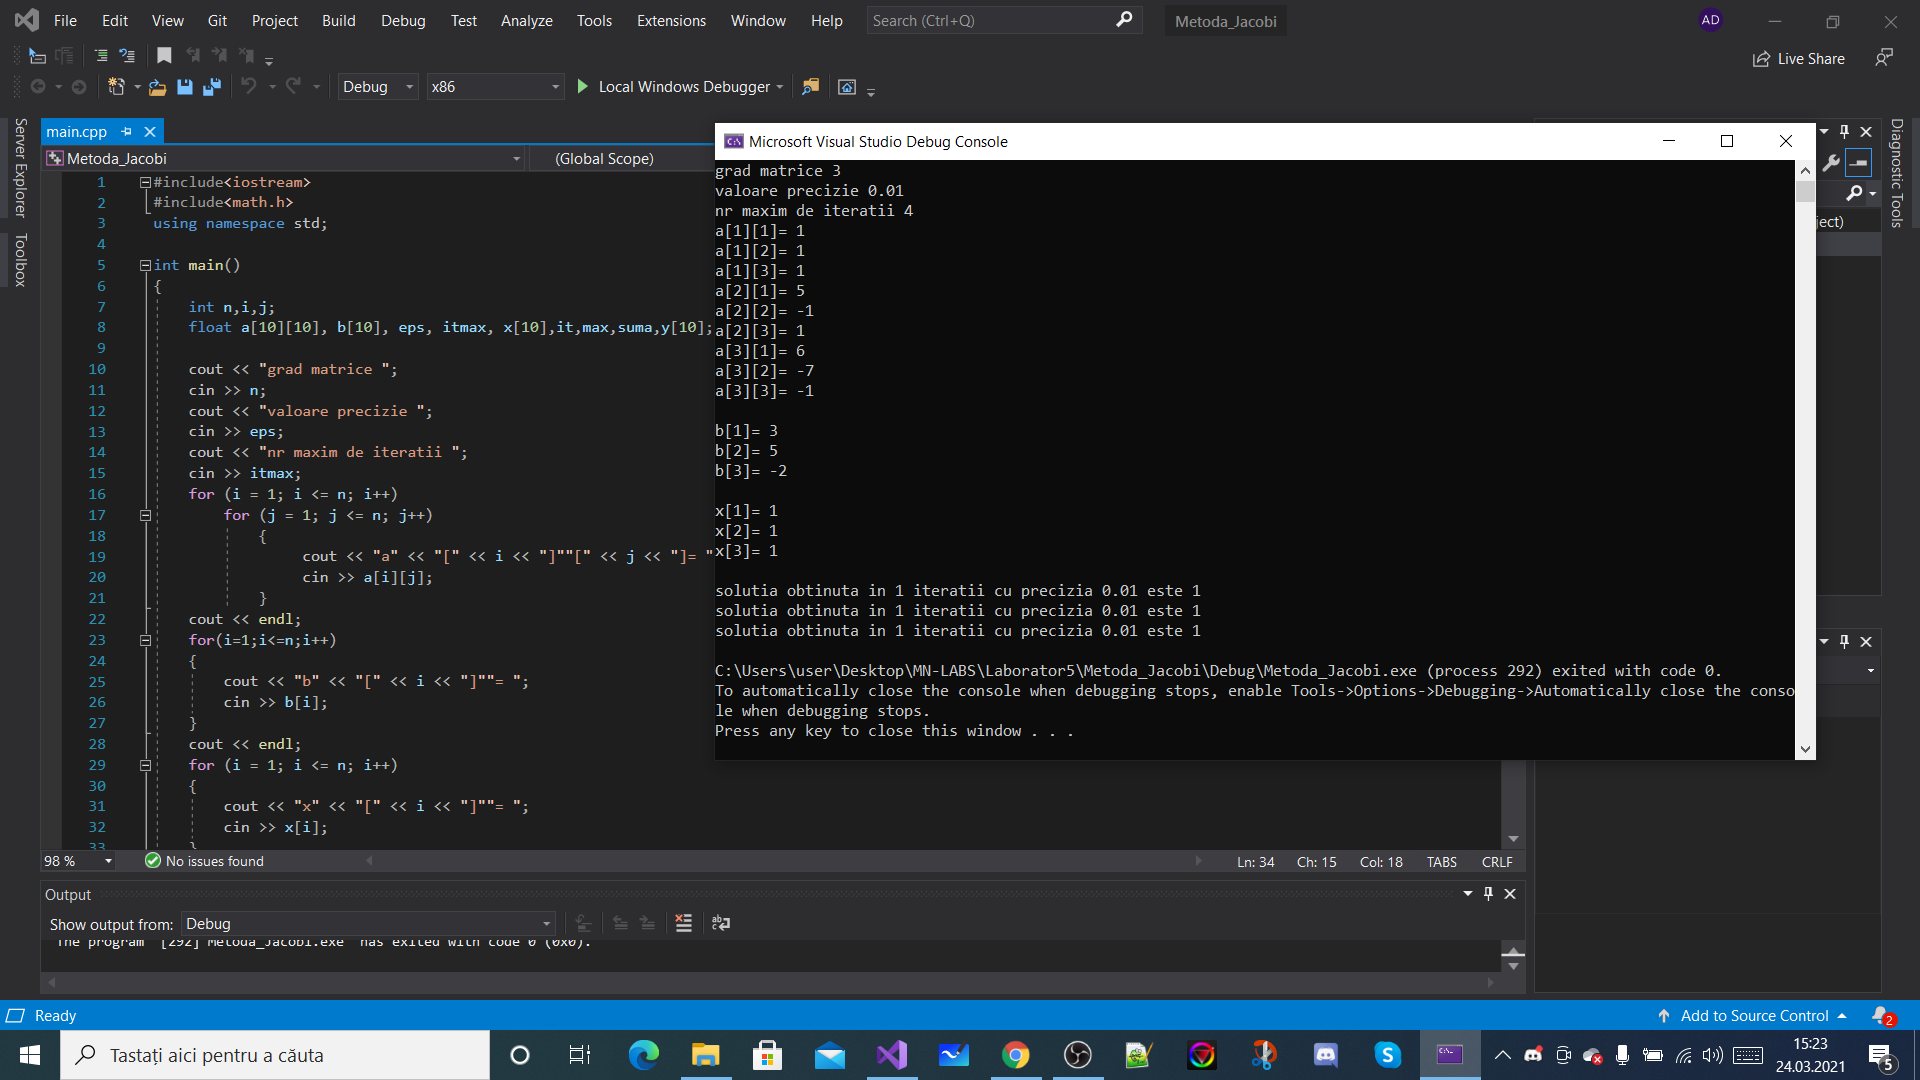 File Edit View Git Project Build Debug Test Analyze Tools Extensions Window Help Search (Ctrl+Q) Metoda_Jacobi AD
Live Share
Debug x86 Local Windows Debugger
Server Explorer
Toolbox
Diagnostic Tools
main.cpp
Metoda_Jacobi (Global Scope)
1 #include<iostream>
2 #include<math.h>
3 using namespace std;
4
5 int main()
6 {
7 int n,i,j;
8 float a[10][10], b[10], eps, itmax, x[10],it,max,suma,y[10];
9
10 cout << "grad matrice ";
11 cin >> n;
12 cout << "valoare precizie ";
13 cin >> eps;
14 cout << "nr maxim de iteratii ";
15 cin >> itmax;
16 for (i = 1; i <= n; i++)
17 for (j = 1; j <= n; j++)
18 {
19 cout << "a" << "[" << i << "]""[" << j << "]= "
20 cin >> a[i][j];
21 }
22 cout << endl;
23 for(i=1;i<=n;i++)
24 {
25 cout << "b" << "[" << i << "]""= ";
26 cin >> b[i];
27 }
28 cout << endl;
29 for (i = 1; i <= n; i++)
30 {
31 cout << "x" << "[" << i << "]""= ";
32 cin >> x[i];
33 }
Microsoft Visual Studio Debug Console
grad matrice 3
valoare precizie 0.01
nr maxim de iteratii 4
a[1][1]= 1
a[1][2]= 1
a[1][3]= 1
a[2][1]= 5
a[2][2]= -1
a[2][3]= 1
a[3][1]= 6
a[3][2]= -7
a[3][3]= -1
b[1]= 3
b[2]= 5
b[3]= -2
x[1]= 1
x[2]= 1
x[3]= 1
solutia obtinuta in 1 iteratii cu precizia 0.01 este 1
solutia obtinuta in 1 iteratii cu precizia 0.01 este 1
solutia obtinuta in 1 iteratii cu precizia 0.01 este 1
C:\Users\user\Desktop\MN-LABS\Laborator5\Metoda_Jacobi\Debug\Metoda_Jacobi.exe (process 292) exited with code 0.
To automatically close the console when debugging stops, enable Tools->Options->Debugging->Automatically close the conso
le when debugging stops.
Press any key to close this window . . .
ject)
98 % No issues found Ln: 34 Ch: 15 Col: 18 TABS CRLF
Output
Show output from: Debug
The program '[292] Metoda_Jacobi.exe' has exited with code 0 (0x0).
Ready Add to Source Control 2
Tastați aici pentru a căuta
15:23
24.03.2021
5